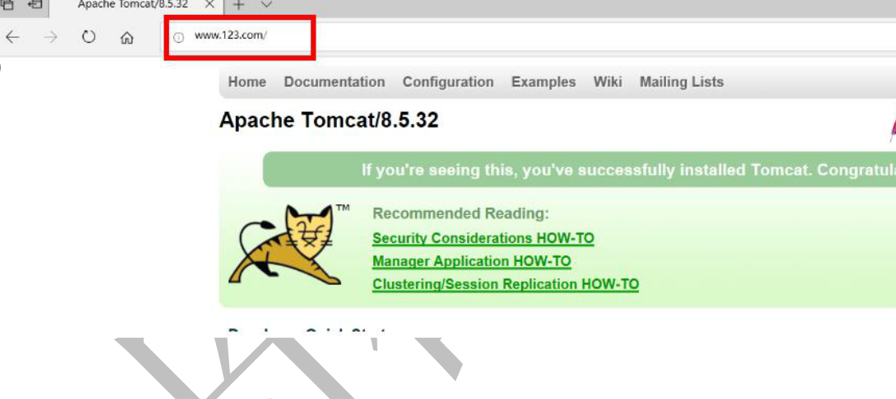 Apache Tomcat/8.5.32
www.123.com/
Home Documentation Configuration Examples Wiki Mailing Lists
Apache Tomcat/8.5.32
If you're seeing this, you've successfully installed Tomcat.
TM
Recommended Reading:
Security Considerations HOW-TO
Manager Application HOW-TO
Clustering/Session Replication HOW-TO